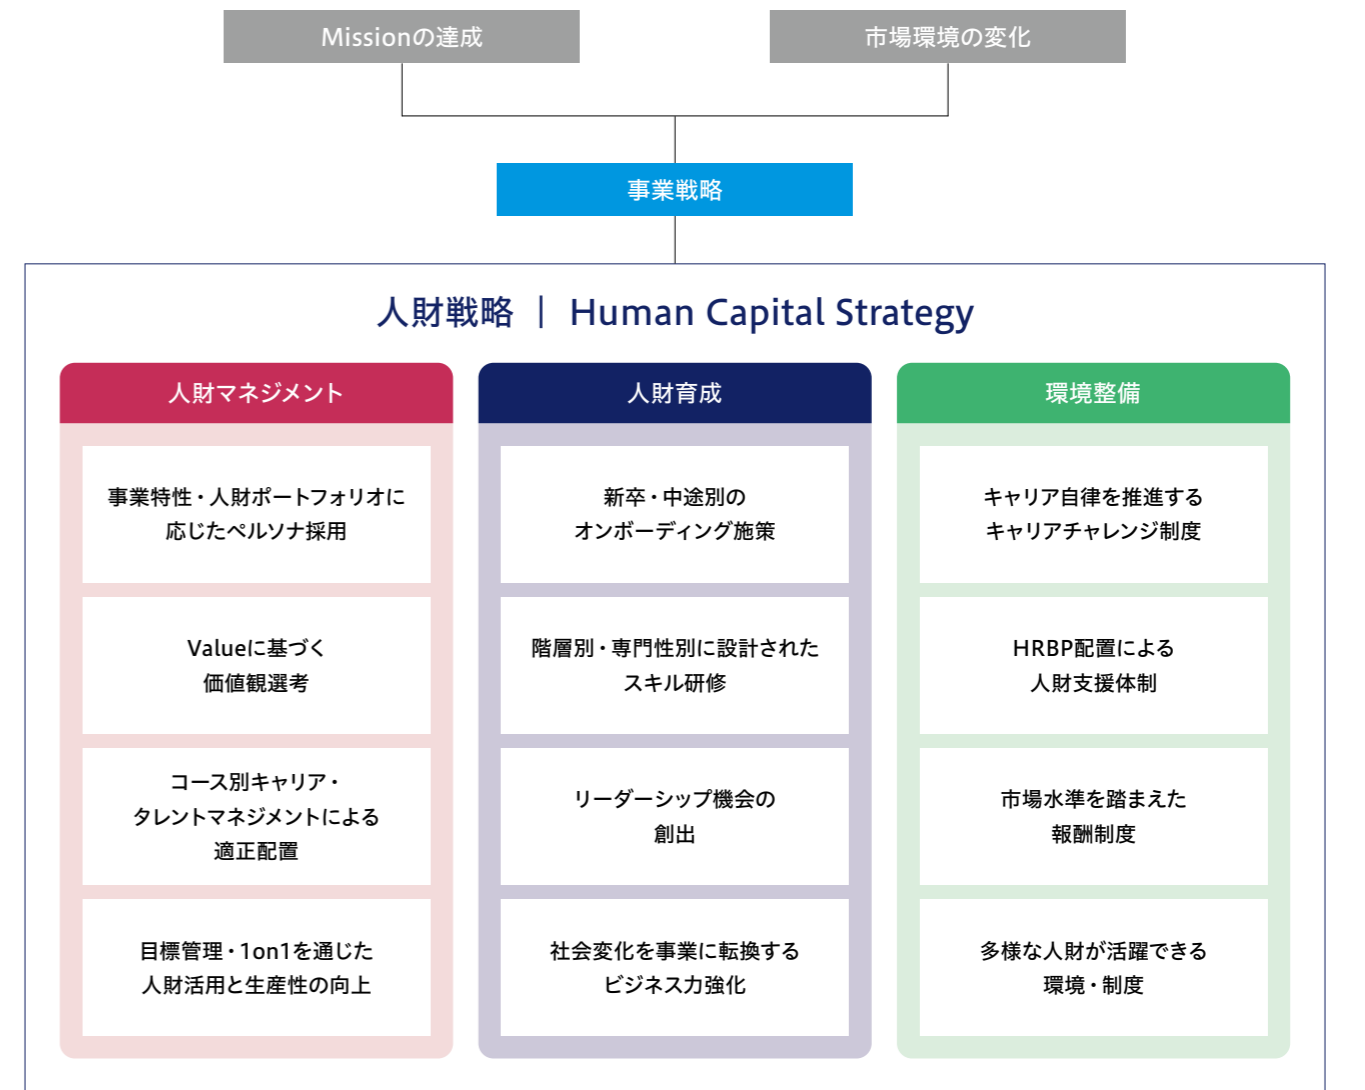 Missionの達成
市場環境の変化
事業戦略
人財戦略 | Human Capital Strategy
人財マネジメント
事業特性・人財ポートフォリオに
応じたペルソナ採用
Valueに基づく
価値観選考
コース別キャリア・
タレントマネジメントによる
適正配置
目標管理・1on1を通じた
人財活用と生産性の向上
人財育成
新卒・中途別の
オンボーディング施策
階層別・専門性別に設計された
スキル研修
リーダーシップ機会の
創出
社会変化を事業に転換する
ビジネス力強化
環境整備
キャリア自律を推進する
キャリアチャレンジ制度
HRBP配置による
人財支援体制
市場水準を踏まえた
報酬制度
多様な人財が活躍できる
環境・制度